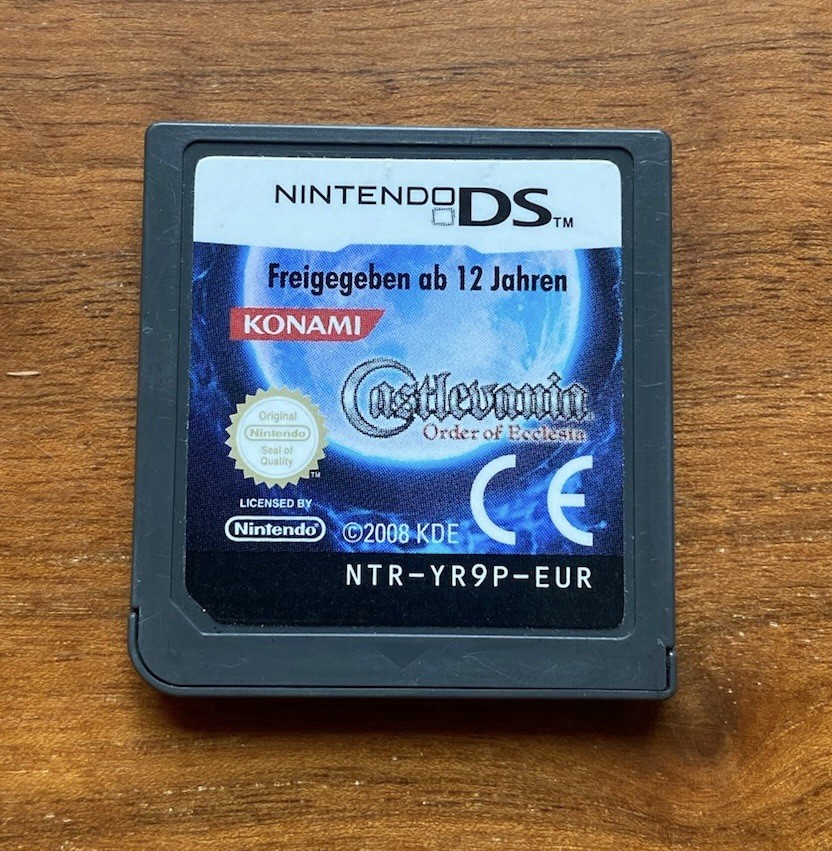 NINTENDO DS™
Freigegeben ab 12 Jahren
KONAMI
Castlevania
Order of Ecclesia
Original
Nintendo
Seal of
Quality
TM
CE
LICENSED BY
Nintendo®
©2008 KDE
NTR-YR9P-EUR